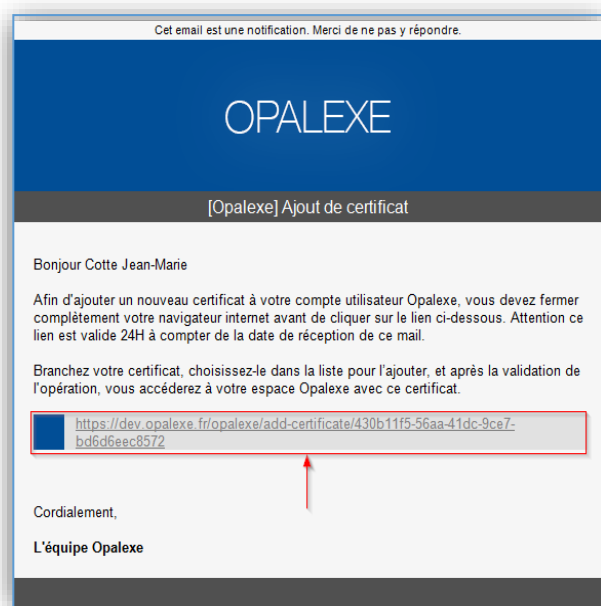 Cet email est une notification. Merci de ne pas y répondre.
OPALEXE
[Opalexe] Ajout de certificat
Bonjour Cotte Jean-Marie
Afin d'ajouter un nouveau certificat à votre compte utilisateur Opalexe, vous devez fermer
complètement votre navigateur internet avant de cliquer sur le lien ci-dessous. Attention ce
lien est valide 24H à compter de la date de réception de ce mail.
Branchez votre certificat, choisissez-le dans la liste pour l'ajouter, et après la validation de
l'opération, vous accéderez à votre espace Opalexe avec ce certificat.
https://dev.opalexe.fr/opalexe/add-certificate/430b11f5-56aa-41dc-9ce7-
bd6d6eec8572
Cordialement,
L'équipe Opalexe